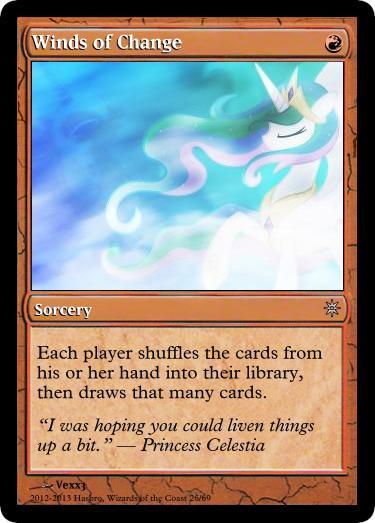 Winds of Change
Sorcery
Each player shuffles the cards from
his or her hand into their library,
then draws that many cards.
“I was hoping you could liven things
up a bit.” — Princess Celestia
Vexx3
2012-2013 Hasbro, Wizards of the Coast 26/69